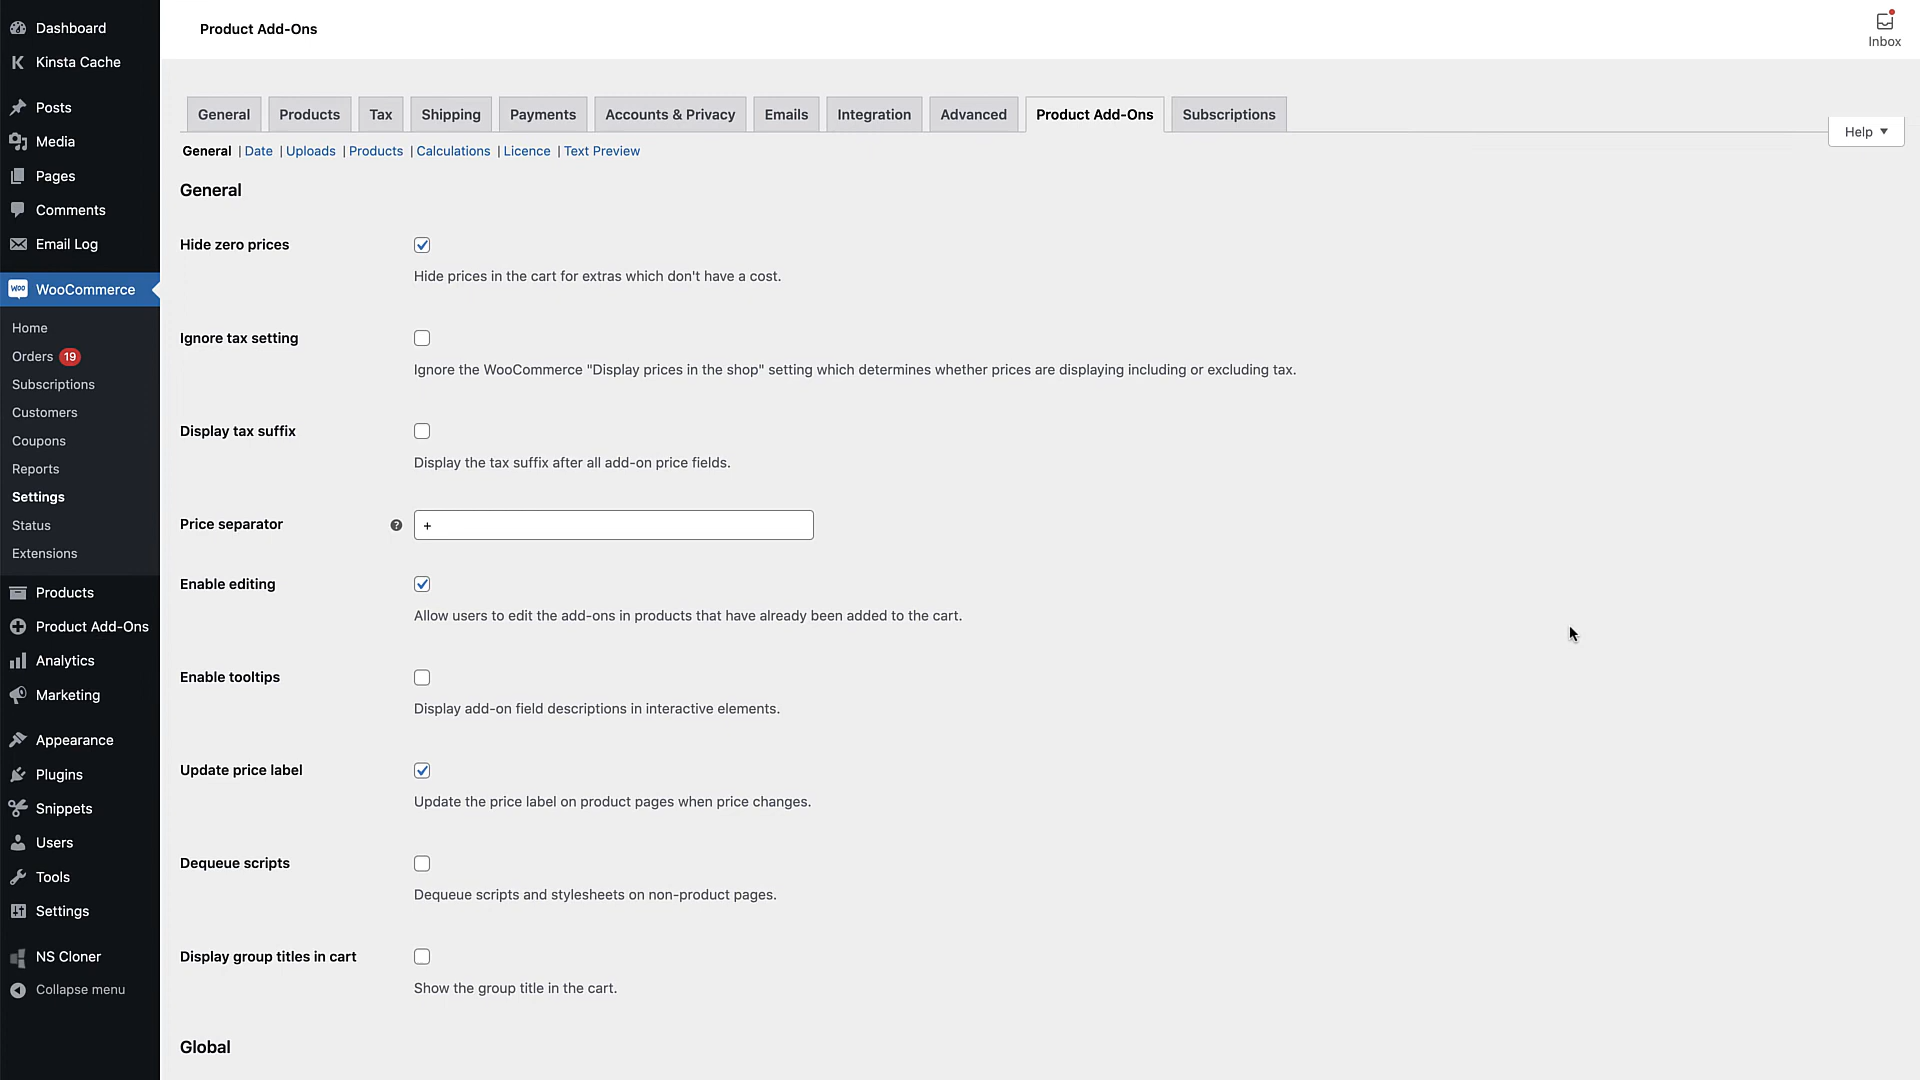 Dashboard
Kinsta Cache
Posts
Media
Pages
Comments
Email Log
WOO WooCommerce
Home
Orders 19
Subscriptions
Customers
Coupons
Reports
Settings
Status
Extensions
Products
Product Add-Ons
Analytics
Marketing
Appearance
Plugins
Snippets
Users
Tools
Settings
NS Cloner
Collapse menu
Product Add-Ons
Inbox
General Products Tax Shipping Payments Accounts & Privacy Emails Integration Advanced Product Add-Ons Subscriptions
Help ▼
General | Date | Uploads | Products | Calculations | Licence | Text Preview
General
Hide zero prices
Hide prices in the cart for extras which don't have a cost.
Ignore tax setting
Ignore the WooCommerce "Display prices in the shop" setting which determines whether prices are displaying including or excluding tax.
Display tax suffix
Display the tax suffix after all add-on price fields.
Price separator ? +
Enable editing
Allow users to edit the add-ons in products that have already been added to the cart.
Enable tooltips
Display add-on field descriptions in interactive elements.
Update price label
Update the price label on product pages when price changes.
Dequeue scripts
Dequeue scripts and stylesheets on non-product pages.
Display group titles in cart
Show the group title in the cart.
Global